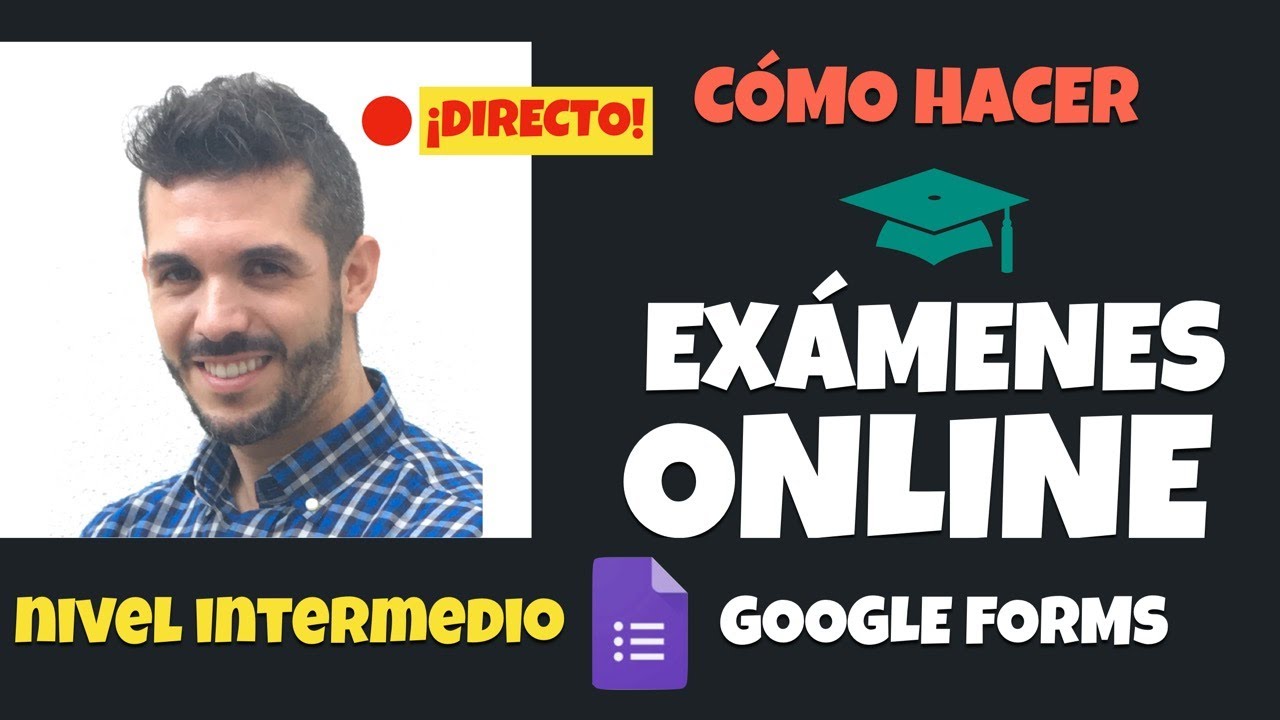 ¡DIRECTO!
CÓMO HACER
EXÁMENES
ONLINE
NIVEL INTERMEDIO
GOOGLE FORMS